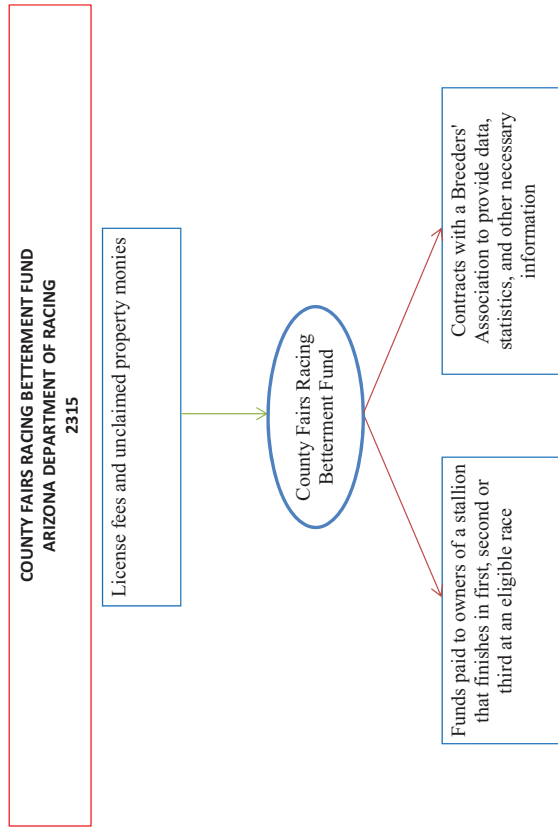 COUNTY FAIRS RACING BETTERMENT FUND
ARIZONA DEPARTMENT OF RACING
2315
License fees and unclaimed property monies
County Fairs Racing
Betterment Fund
Funds paid to owners of a stallion
that finishes in first, second or
third at an eligible race
Contracts with a Breeders'
Association to provide data,
statistics, and other necessary
information